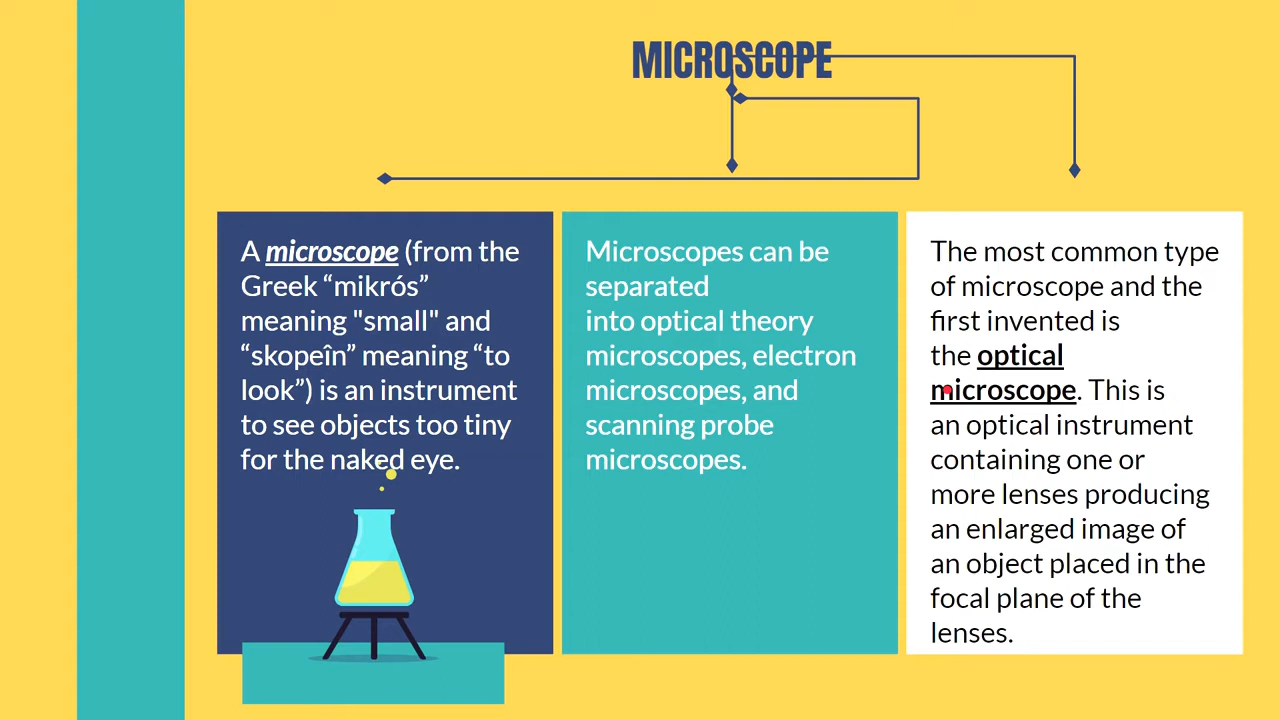 MICROSCOPE
A microscope (from the
Greek “mikrós”
meaning "small" and
“skopeîn” meaning “to
look”) is an instrument
to see objects too tiny
for the naked eye.
Microscopes can be
separated
into optical theory
microscopes, electron
microscopes, and
scanning probe
microscopes.
The most common type
of microscope and the
first invented is
the optical
microscope. This is
an optical instrument
containing one or
more lenses producing
an enlarged image of
an object placed in the
focal plane of the
lenses.